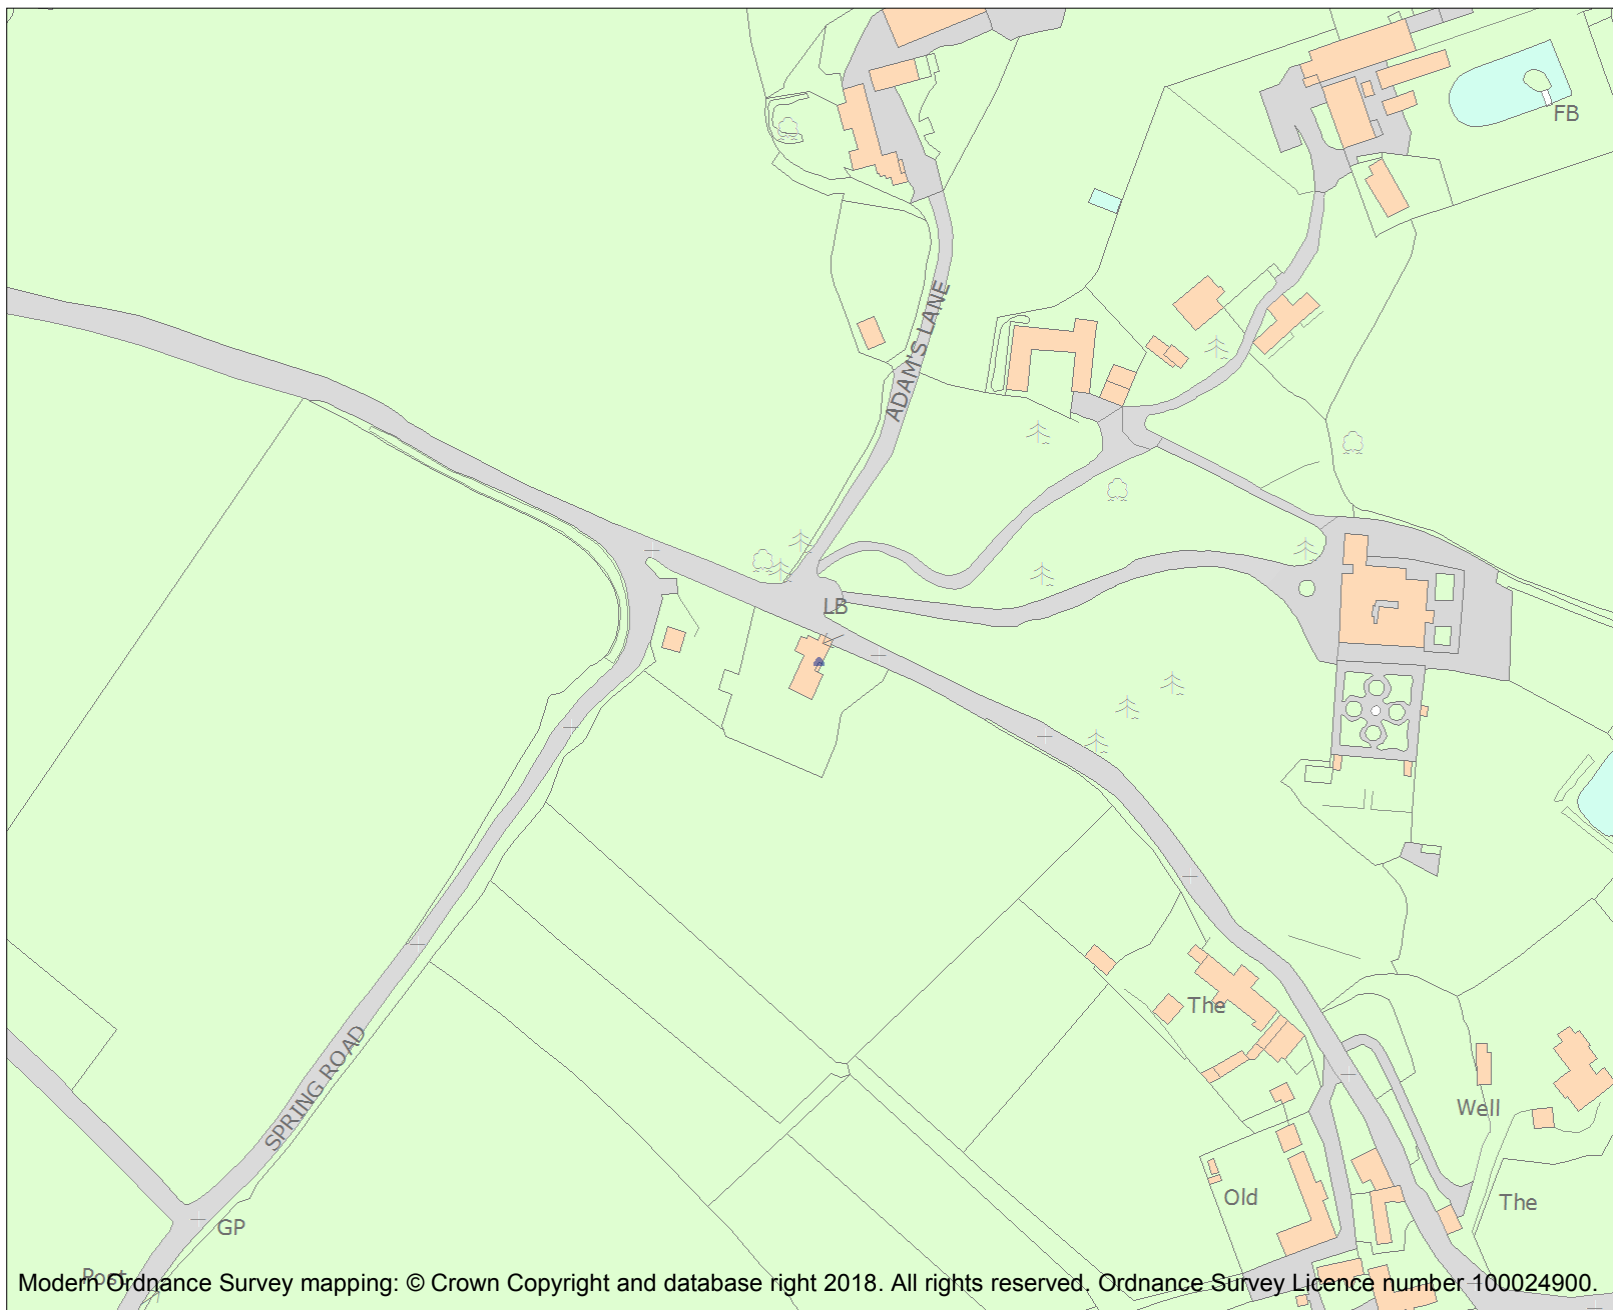 FB
ADAM'S LANE
LB
The
SPRING ROAD
Well
Old
The
GP
Post
Modern Ordnance Survey mapping: © Crown Copyright and database right 2018. All rights reserved. Ordnance Survey Licence number 100024900.